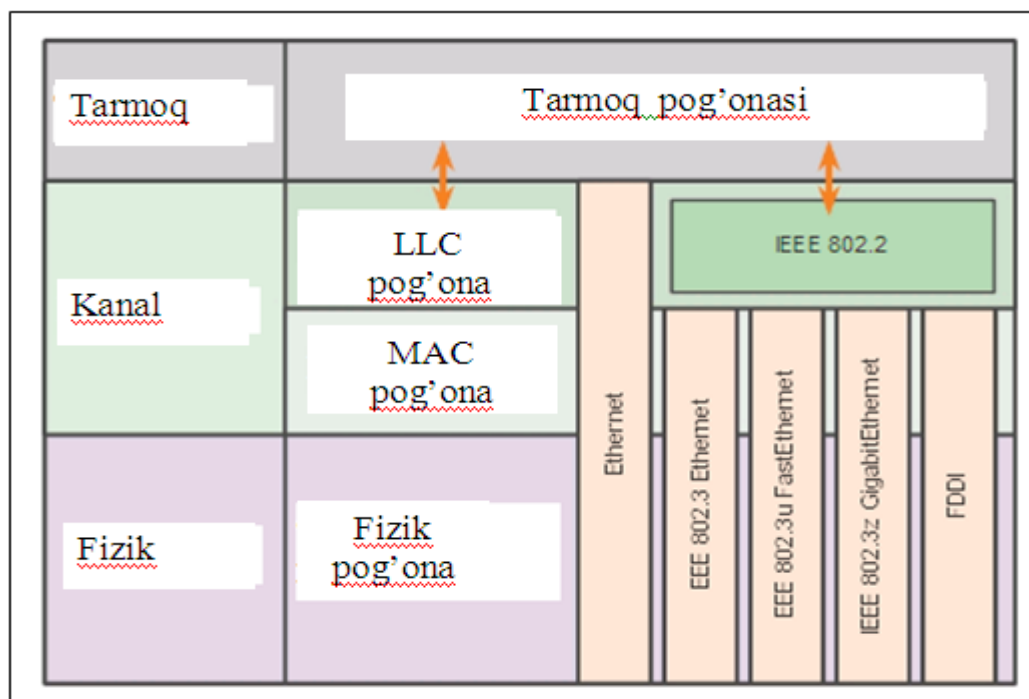 Tarmoq
Tarmoq pog'onasi
Kanal
LLC
pog'ona
IEEE 802.2
MAC
pog'ona
Fizik
Fizik
pog'ona
Ethernet
EEE 802.3 Ethernet
EEE 802.3u FastEthernet
IEEE 802.3z GigabitEthernet
FDDI